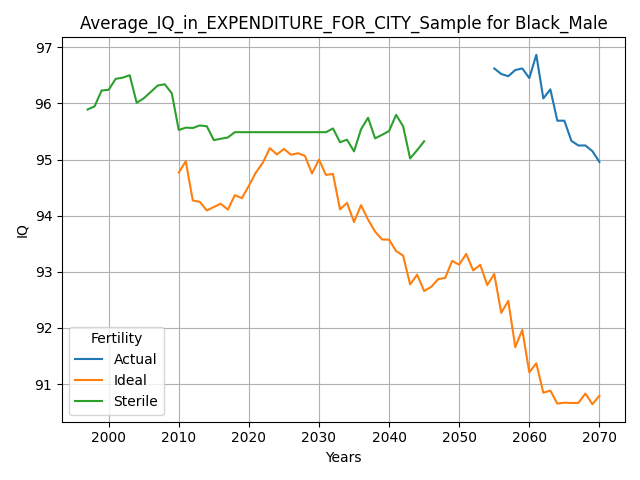 Average_IQ_in_EXPENDITURE_FOR_CITY_Sample for Black_Male
97
96
95
94
93
92
91
IQ
Fertility
Actual
Ideal
Sterile
2000 2010 2020 2030 2040 2050 2060 2070
Years